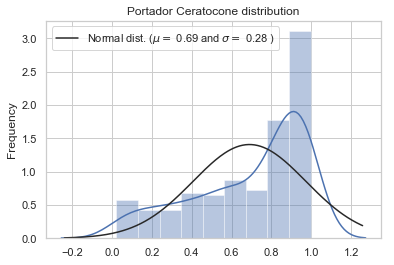 Portador Ceratocone distribution
Normal dist. (μ = 0.69 and σ = 0.28 )
Frequency
3.0
2.5
2.0
1.5
1.0
0.5
0.0
−0.2 0.0 0.2 0.4 0.6 0.8 1.0 1.2